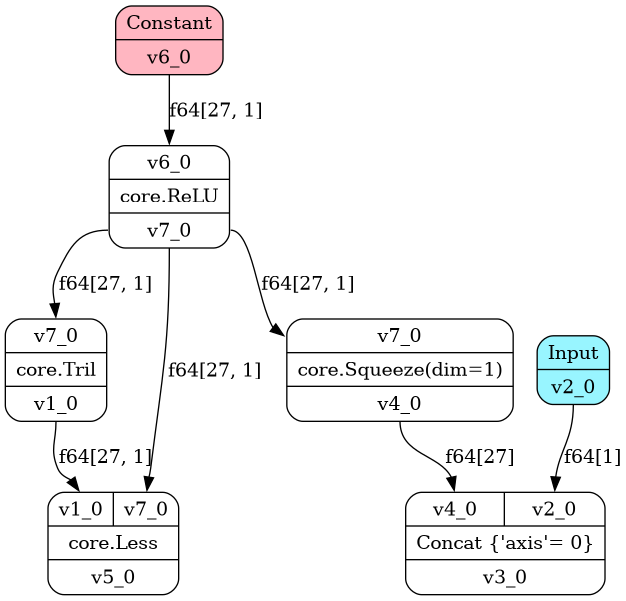 Constant
v6_0
f64[27, 1]
v6_0
core.ReLU
v7_0
f64[27, 1]
f64[27, 1]
f64[27, 1]
v7_0
core.Tril
v1_0
v7_0
core.Squeeze(dim=1)
v4_0
Input
v2_0
f64[27, 1]
f64[27]
f64[1]
v1_0 v7_0
core.Less
v5_0
v4_0 v2_0
Concat {'axis'= 0}
v3_0